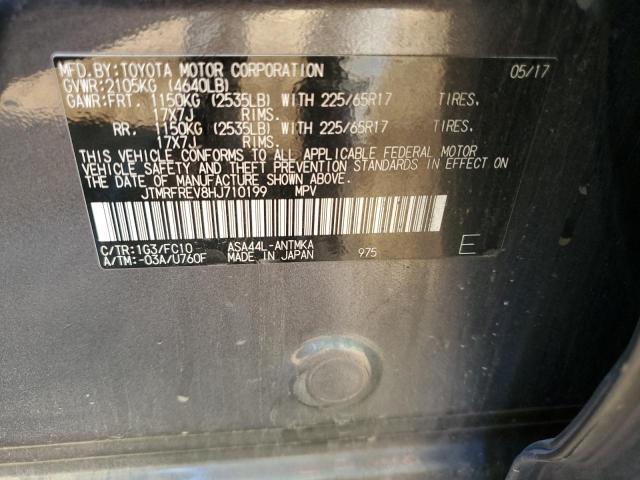 MFD.BY:TOYOTA MOTOR CORPORATION 05/17
GVWR:2105KG (4640LB)
GAWR:FRT. 1150KG (2535LB) WITH 225/65R17 TIRES,
17X7J RIMS.
RR. 1150KG (2535LB) WITH 225/65R17 TIRES,
17X7J RIMS.
THIS VEHICLE CONFORMS TO ALL APPLICABLE FEDERAL MOTOR
VEHICLE SAFETY AND THEFT PREVENTION STANDARDS IN EFFECT ON
THE DATE OF MANUFACTURE SHOWN ABOVE.
JTMRFREV8HJ710199 MPV
C/TR:1G3/FC10 ASA44L-ANTMKA
A/TM:-03A/U760F MADE IN JAPAN 975 E